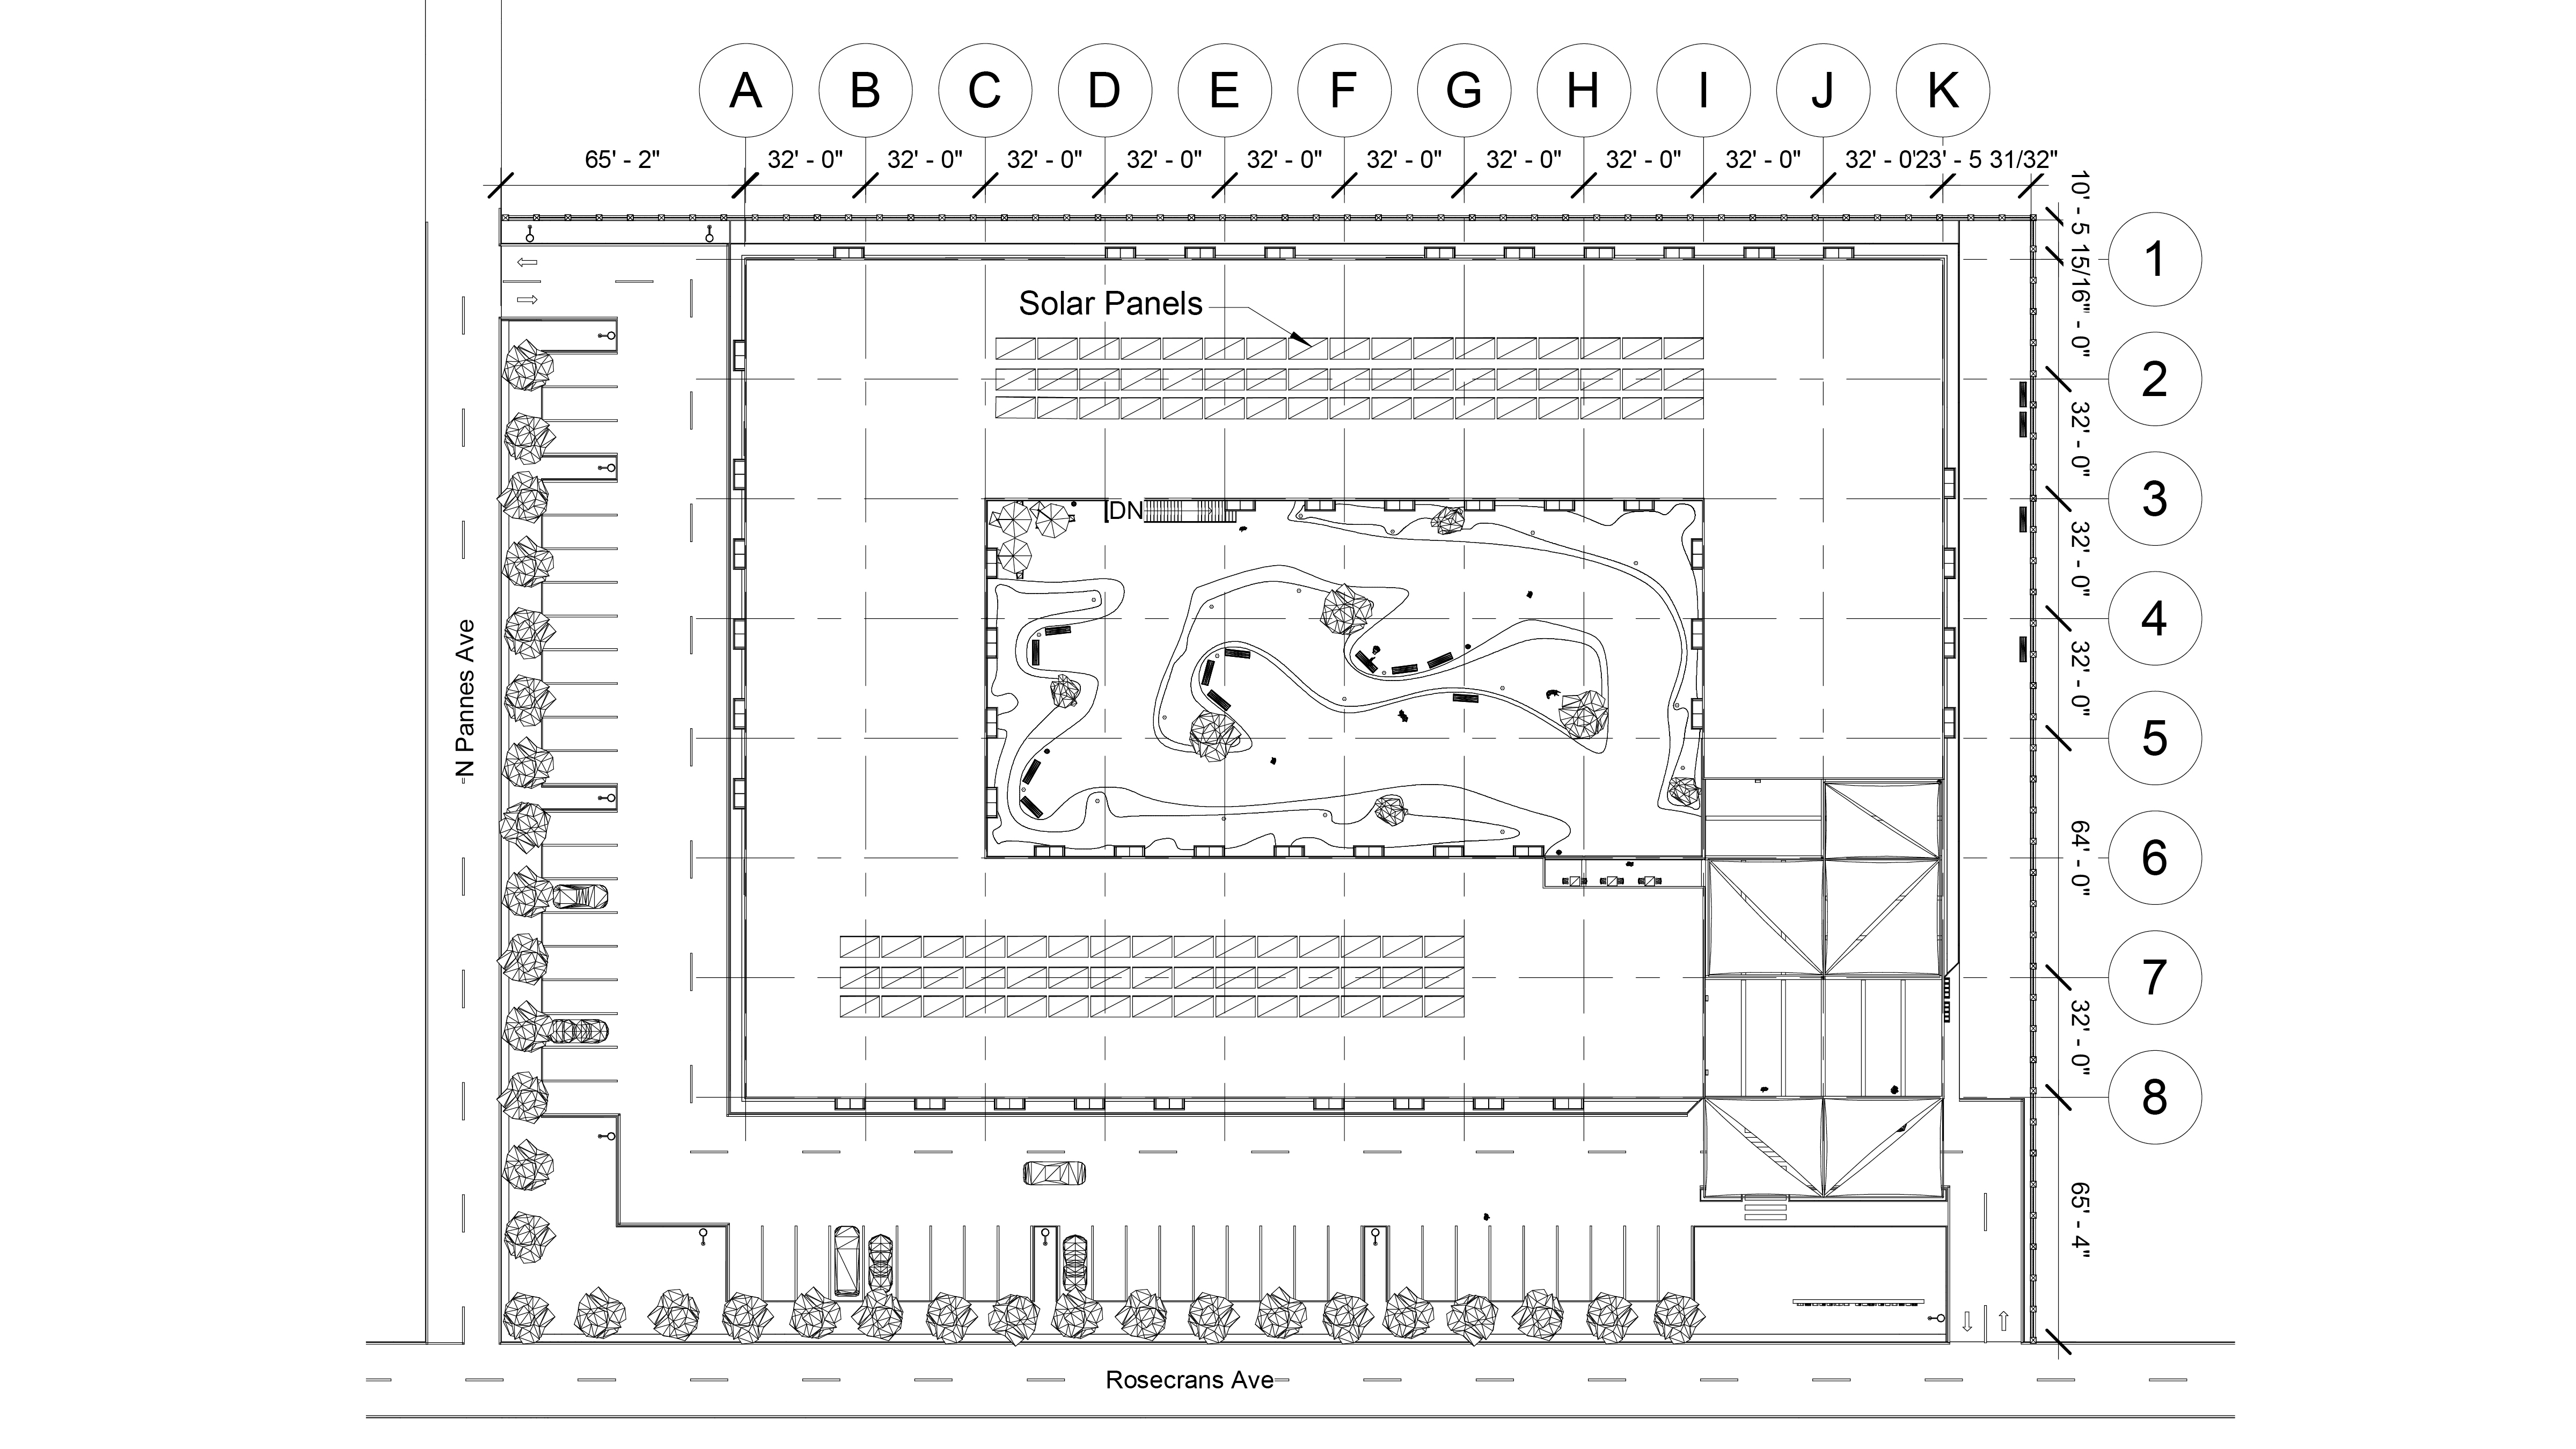 A B C D E F G H I J K
65' - 2" 32' - 0" 32' - 0" 32' - 0" 32' - 0" 32' - 0" 32' - 0" 32' - 0" 32' - 0" 32' - 0" 32' - 0" 23' - 5 31/32"
10' - 5 15/16"
1
- 0"
2
32' - 0"
3
32' - 0"
4
32' - 0"
5
64' - 0"
6
7
32' - 0"
8
65' - 4"
Solar Panels
DN
N Pannes Ave
Rosecrans Ave